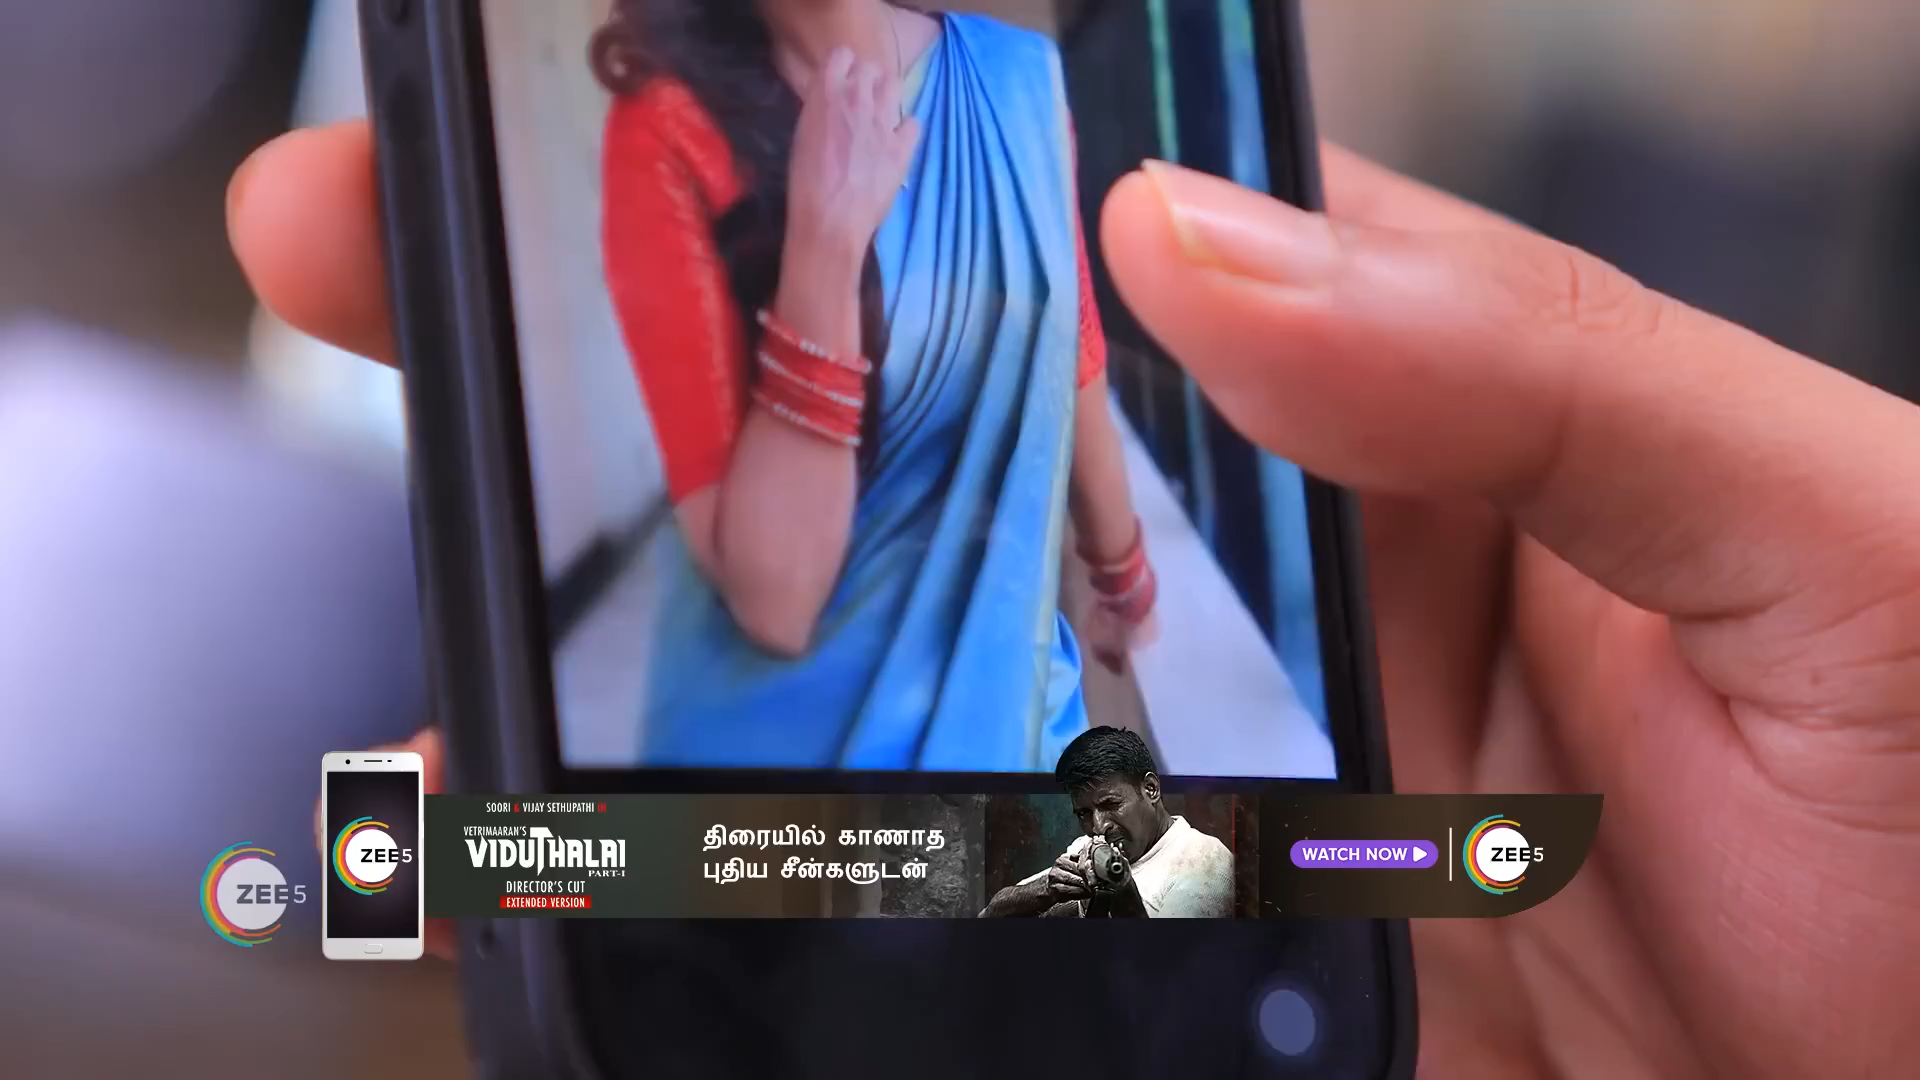 SOORI & VIJAY SETHUPATHI IN
VETRIMAARAN'S
VIDUTHALAI
PART-I
DIRECTOR'S CUT
EXTENDED VERSION
திரையில் காணாத
புதிய சீன்களுடன்
WATCH NOW
ZEE5
ZEE5
ZEE5